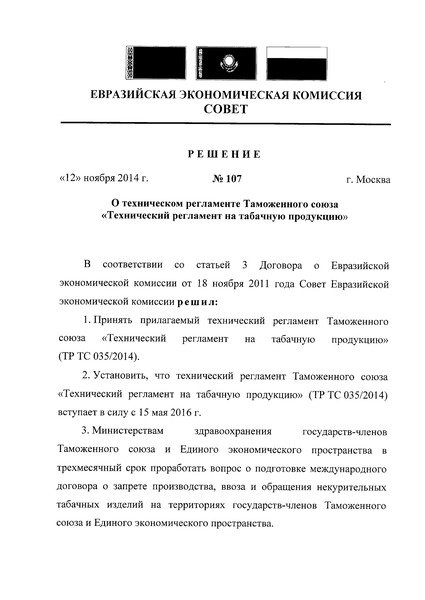 ЕВРАЗИЙСКАЯ ЭКОНОМИЧЕСКАЯ КОМИССИЯ
СОВЕТ
РЕШЕНИЕ
«12» ноября 2014 г. № 107 г. Москва
О техническом регламенте Таможенного союза
«Технический регламент на табачную продукцию»
В соответствии со статьей 3 Договора о Евразийской
экономической комиссии от 18 ноября 2011 года Совет Евразийской
экономической комиссии решил:
1. Принять прилагаемый технический регламент Таможенного
союза «Технический регламент на табачную продукцию»
(ТР ТС 035/2014).
2. Установить, что технический регламент Таможенного союза
«Технический регламент на табачную продукцию» (ТР ТС 035/2014)
вступает в силу с 15 мая 2016 г.
3. Министерствам здравоохранения государств-членов
Таможенного союза и Единого экономического пространства в
трехмесячный срок проработать вопрос о подготовке международного
договора о запрете производства, ввоза и обращения некурительных
табачных изделий на территориях государств-членов Таможенного
союза и Единого экономического пространства.